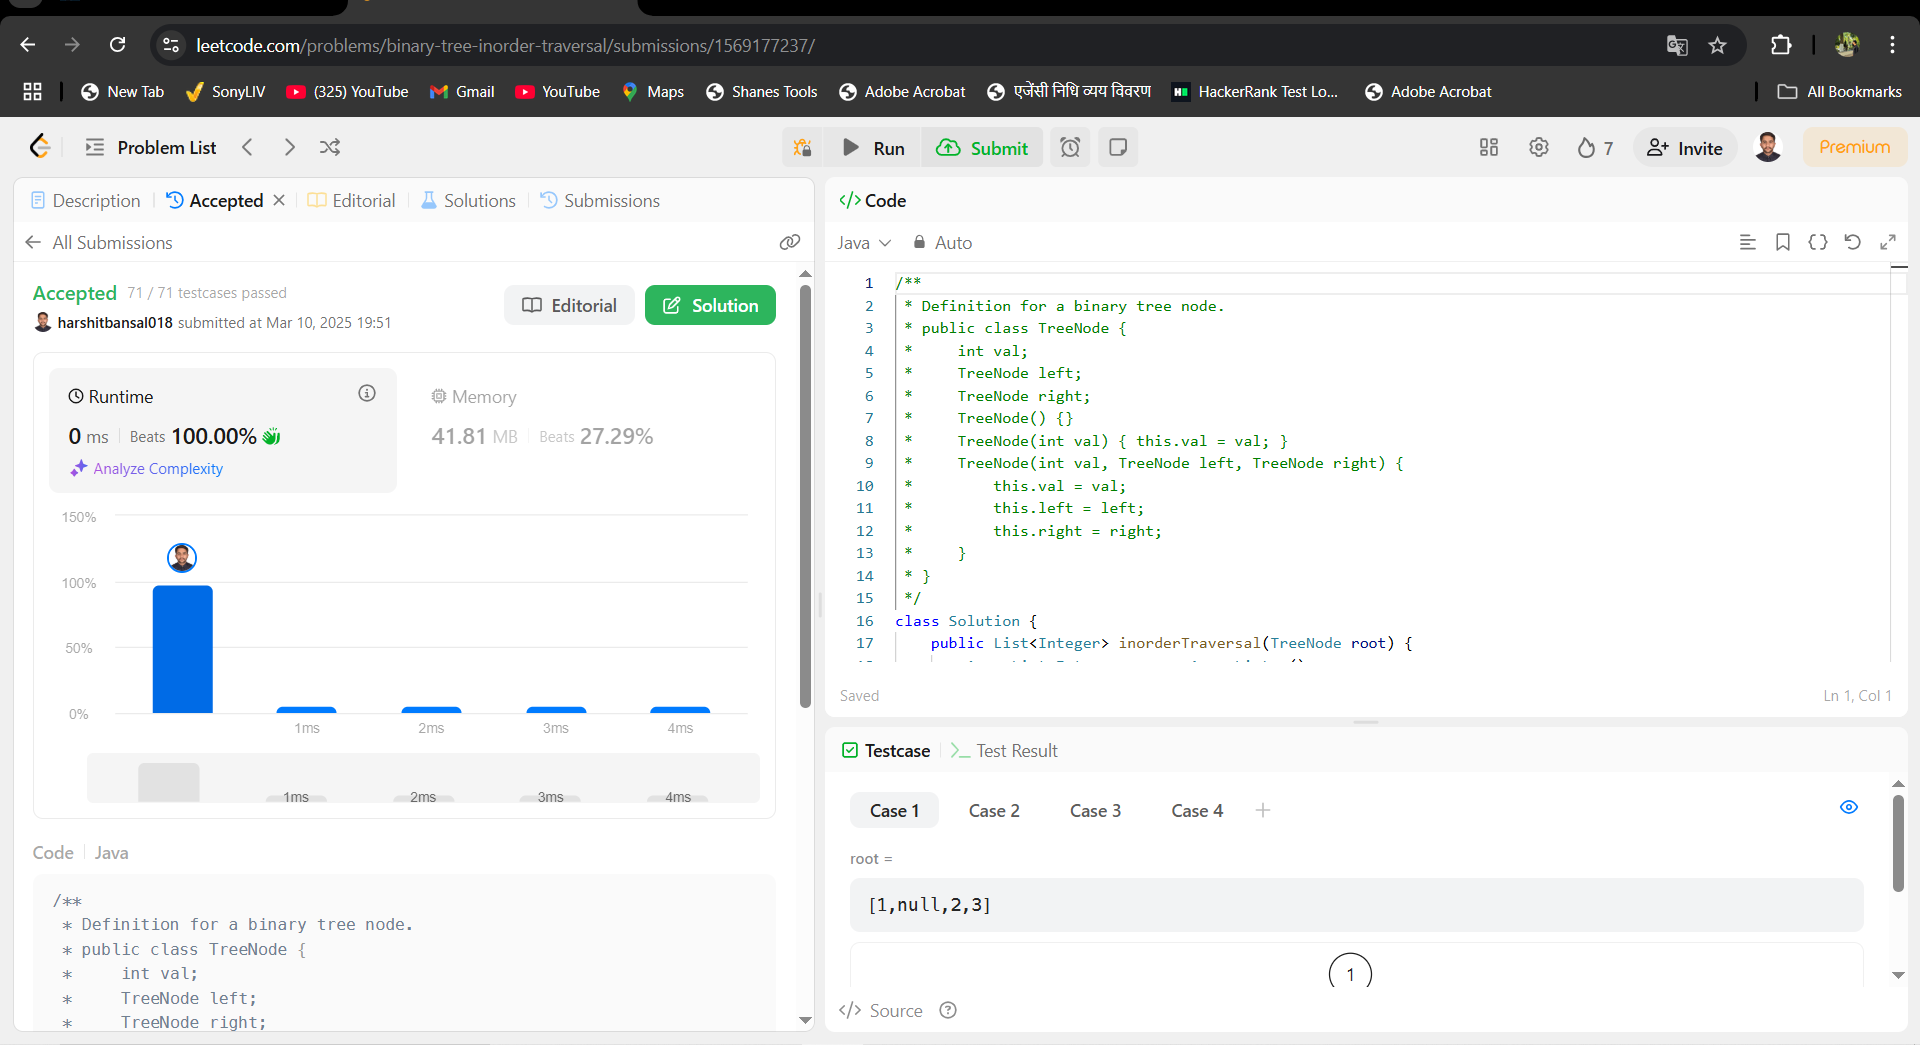 leetcode.com/problems/binary-tree-inorder-traversal/submissions/1569177237/
New Tab SonyLIV (325) YouTube Gmail YouTube Maps Shanes Tools Adobe Acrobat एजेंसी निधि व्यय विवरण HackerRank Test Lo... Adobe Acrobat All Bookmarks
Problem List Run Submit 7 Invite Premium
Description Accepted Editorial Solutions Submissions
All Submissions
Accepted 71 / 71 testcases passed
harshitbansal018 submitted at Mar 10, 2025 19:51
Editorial Solution
Runtime
0 ms Beats 100.00%
Analyze Complexity
Memory
41.81 MB Beats 27.29%
150%
100%
50%
0%
1ms 2ms 3ms 4ms
1ms 2ms 3ms 4ms
Code Java
/**
* Definition for a binary tree node.
* public class TreeNode {
*     int val;
*     TreeNode left;
*     TreeNode right;
</> Code
Java Auto
1 /**
2 * Definition for a binary tree node.
3 * public class TreeNode {
4 *     int val;
5 *     TreeNode left;
6 *     TreeNode right;
7 *     TreeNode() {}
8 *     TreeNode(int val) { this.val = val; }
9 *     TreeNode(int val, TreeNode left, TreeNode right) {
10 *         this.val = val;
11 *         this.left = left;
12 *         this.right = right;
13 *     }
14 * }
15 */
16 class Solution {
17     public List<Integer> inorderTraversal(TreeNode root) {
Saved Ln 1, Col 1
Testcase >_ Test Result
Case 1 Case 2 Case 3 Case 4 +
root =
[1,null,2,3]
1
</> Source ?